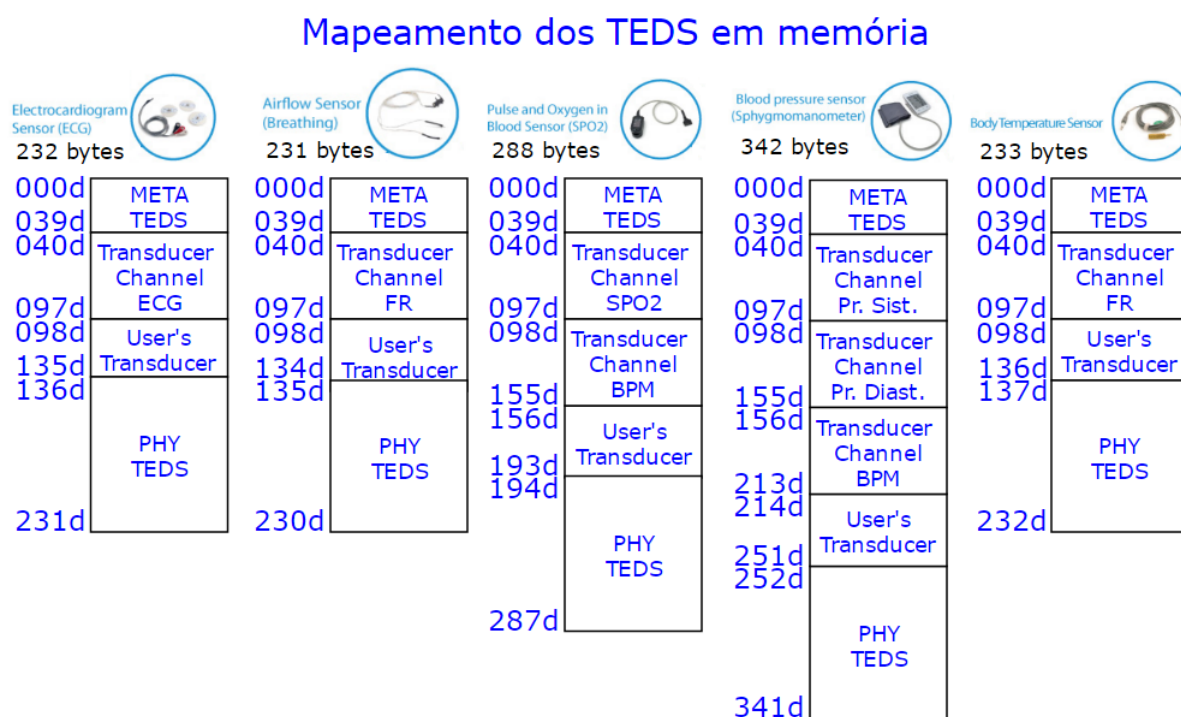 Mapeamento dos TEDS em memória
Electrocardiogram
Sensor (ECG)
232 bytes
000d
META
TEDS
039d
040d
Transducer
Channel
ECG
097d
098d
User's
Transducer
135d
136d
PHY
TEDS
231d
Airflow Sensor
(Breathing)
231 bytes
000d
META
TEDS
039d
040d
Transducer
Channel
FR
097d
098d
User's
Transducer
134d
135d
PHY
TEDS
230d
Pulse and Oxygen in
Blood Sensor (SPO2)
288 bytes
000d
META
TEDS
039d
040d
Transducer
Channel
SPO2
097d
098d
Transducer
Channel
BPM
155d
156d
User's
Transducer
193d
194d
PHY
TEDS
287d
Blood pressure sensor
(Sphygmomanometer)
342 bytes
000d
META
TEDS
039d
040d
Transducer
Channel
Pr. Sist.
097d
098d
Transducer
Channel
Pr. Diast.
155d
156d
Transducer
Channel
BPM
213d
214d
User's
Transducer
251d
252d
PHY
TEDS
341d
Body Temperature Sensor
233 bytes
000d
META
TEDS
039d
040d
Transducer
Channel
FR
097d
098d
User's
Transducer
136d
137d
PHY
TEDS
232d